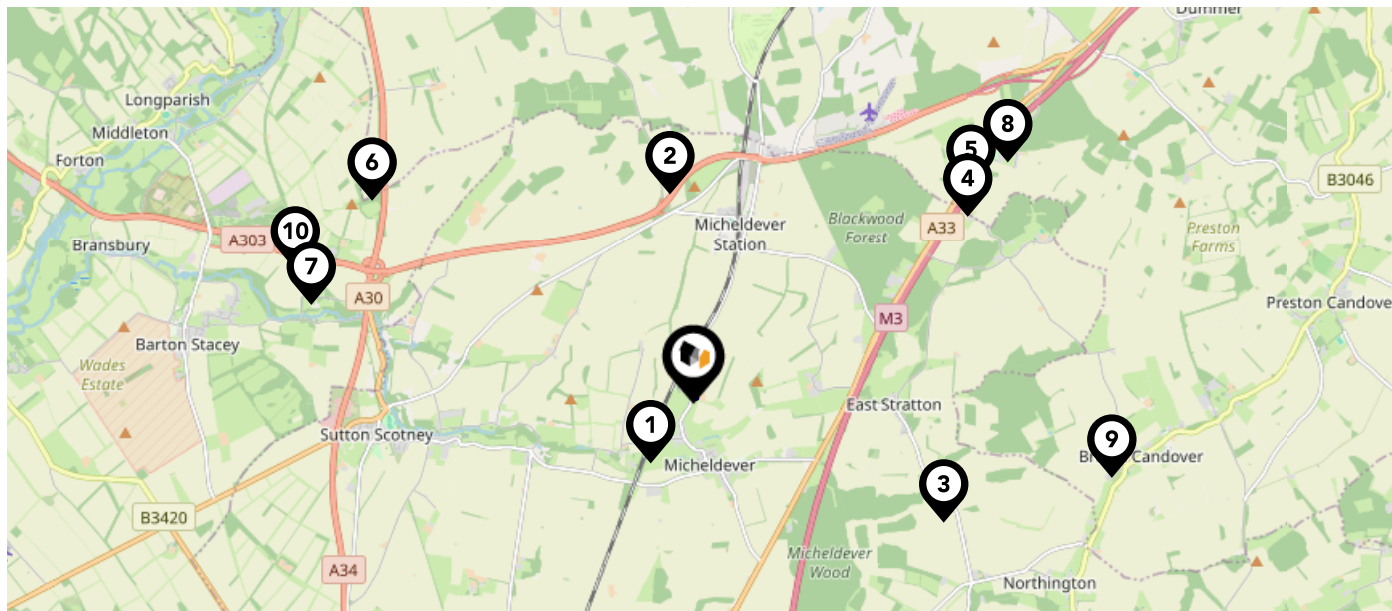 Dummer
Longparish
Middleton
8
6
2
5
Forton
4
B3046
Micheldever
Station
Blackwood
Forest
A33
Preston
Farms
A303
10
Bransbury
7
A30
Preston Candove
M3
Barton Stacey
Wades
Estate
East Stratton
1
Sutton Scotney
9
Candover
Micheldever
3
B3420
A34
Micheldever
Wood
Northington